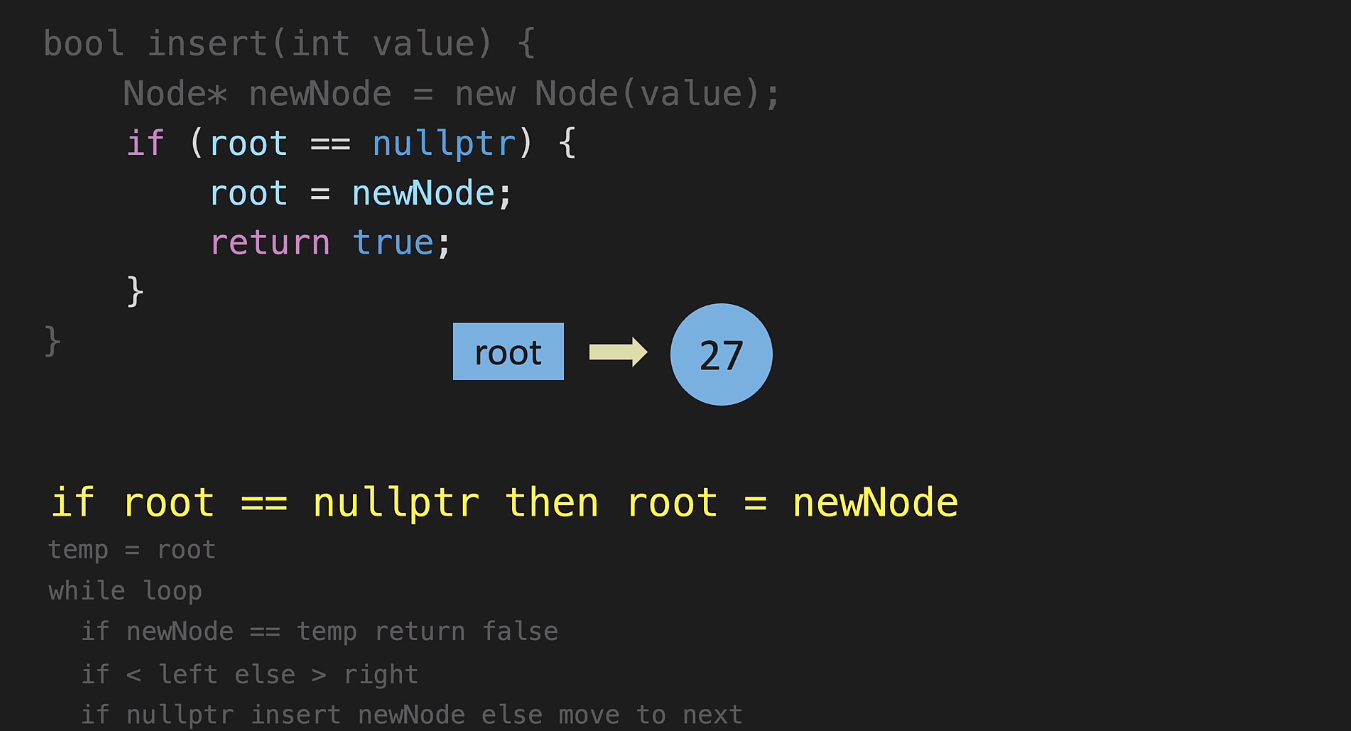 bool insert(int value) {
Node* newNode = new Node(value);
if (root == nullptr) {
root = newNode;
return true;
}
}
root
27
if root == nullptr then root = newNode
temp = root
while loop
if newNode == temp return false
if < left else > right
if nullptr insert newNode else move to next